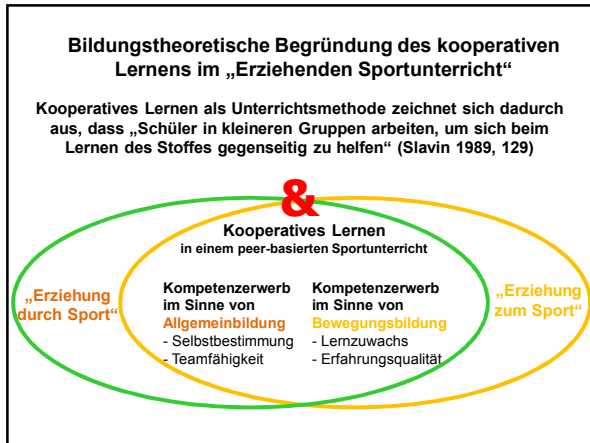 Bildungstheoretische Begründung des kooperativen
Lernens im „Erziehenden Sportunterricht“
Kooperatives Lernen als Unterrichtsmethode zeichnet sich dadurch
aus, dass „Schüler in kleineren Gruppen arbeiten, um sich beim
Lernen des Stoffes gegenseitig zu helfen“ (Slavin 1989, 129)
&
Kooperatives Lernen
in einem peer-basierten Sportunterricht
„Erziehung
durch Sport“
Kompetenzerwerb
im Sinne von
Allgemeinbildung
- Selbstbestimmung
- Teamfähigkeit
Kompetenzerwerb
im Sinne von
Bewegungsbildung
- Lernzuwachs
- Erfahrungsqualität
„Erziehung
zum Sport“